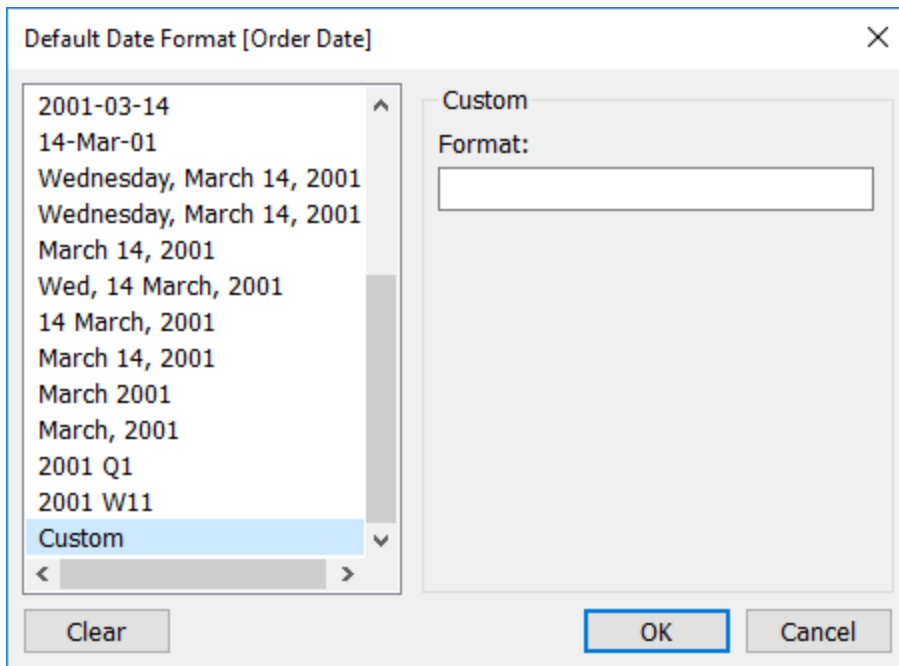 Default Date Format [Order Date]
2001-03-14
14-Mar-01
Wednesday, March 14, 2001
Wednesday, March 14, 2001
March 14, 2001
Wed, 14 March, 2001
14 March, 2001
March 14, 2001
March 2001
March, 2001
2001 Q1
2001 W11
Custom
Custom
Format:
Clear
OK
Cancel